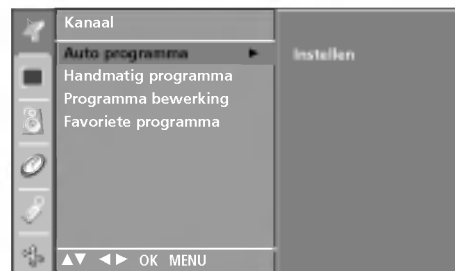 Kanaal
Auto programma ► Instellen
Handmatig programma
Programma bewerking
Favoriete programma
▲▼ ◄► OK MENU